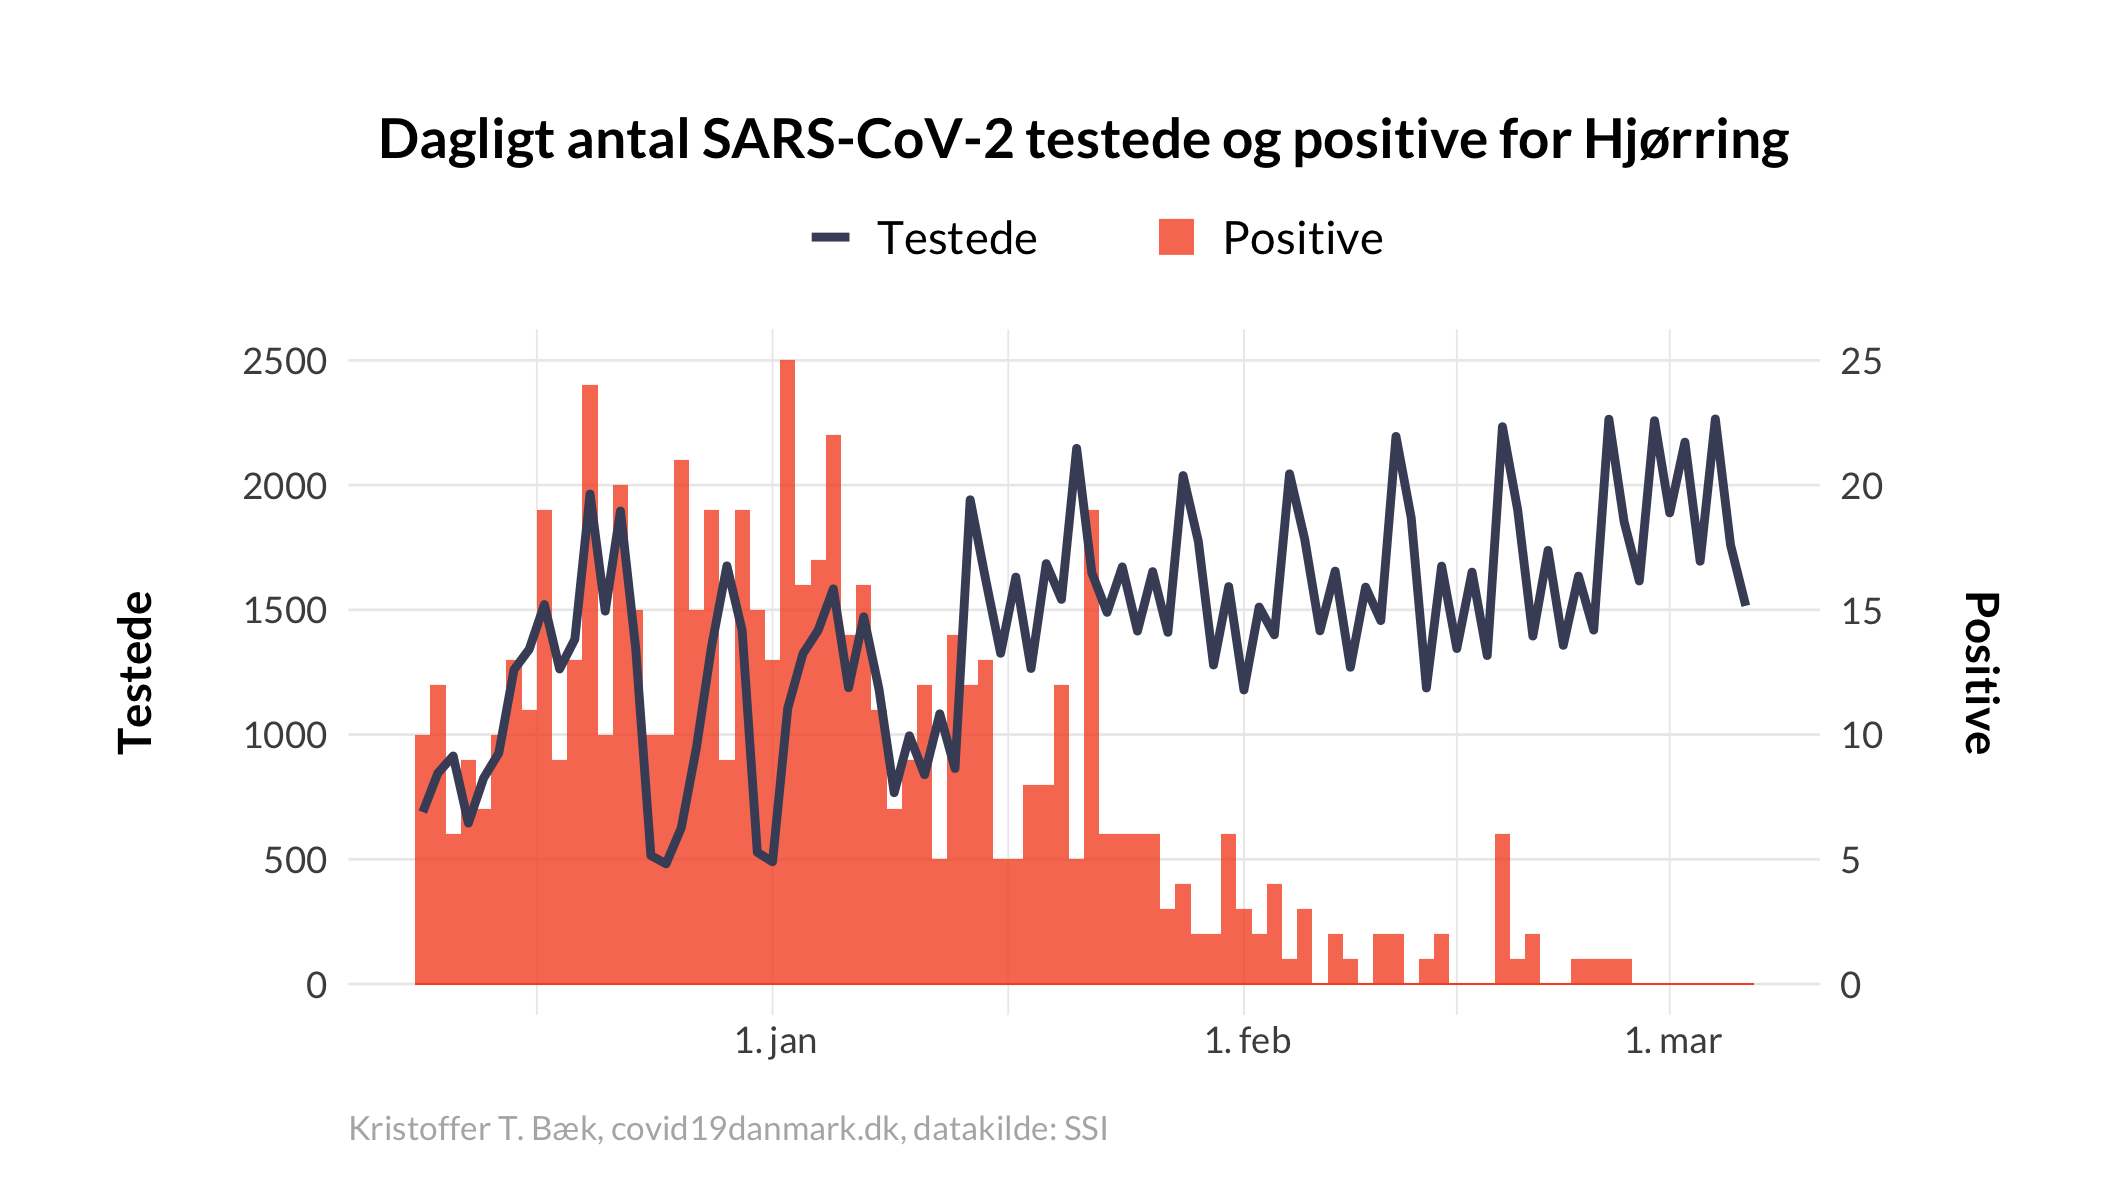 Dagligt antal SARS-CoV-2 testede og positive for Hjørring
Testede Positive
2500 25
2000 20
1500 15
1000 10
500 5
0 0
Testede
Positive
1. jan 1. feb 1. mar
Kristoffer T. Bæk, covid19danmark.dk, datakilde: SSI